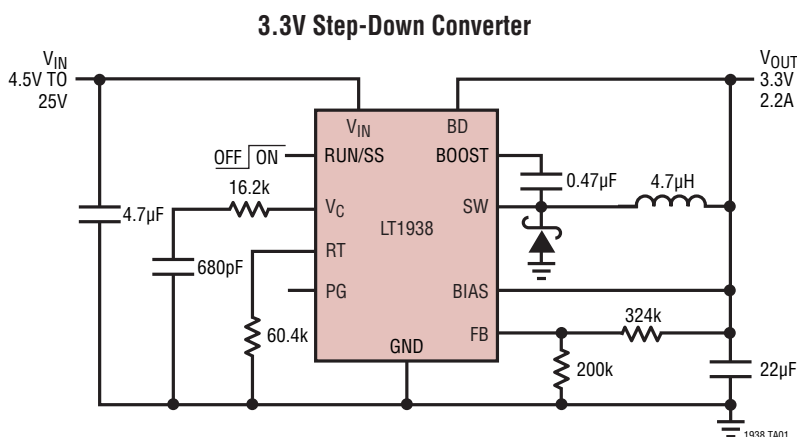 3.3V Step-Down Converter
VIN
4.5V TO
25V
VOUT
3.3V
2.2A
VIN
BD
OFF ON
RUN/SS
BOOST
0.47µF
4.7µH
16.2k
4.7µF
VC
SW
LT1938
680pF
RT
PG
BIAS
324k
60.4k
FB
GND
200k
22µF
1938 TA01